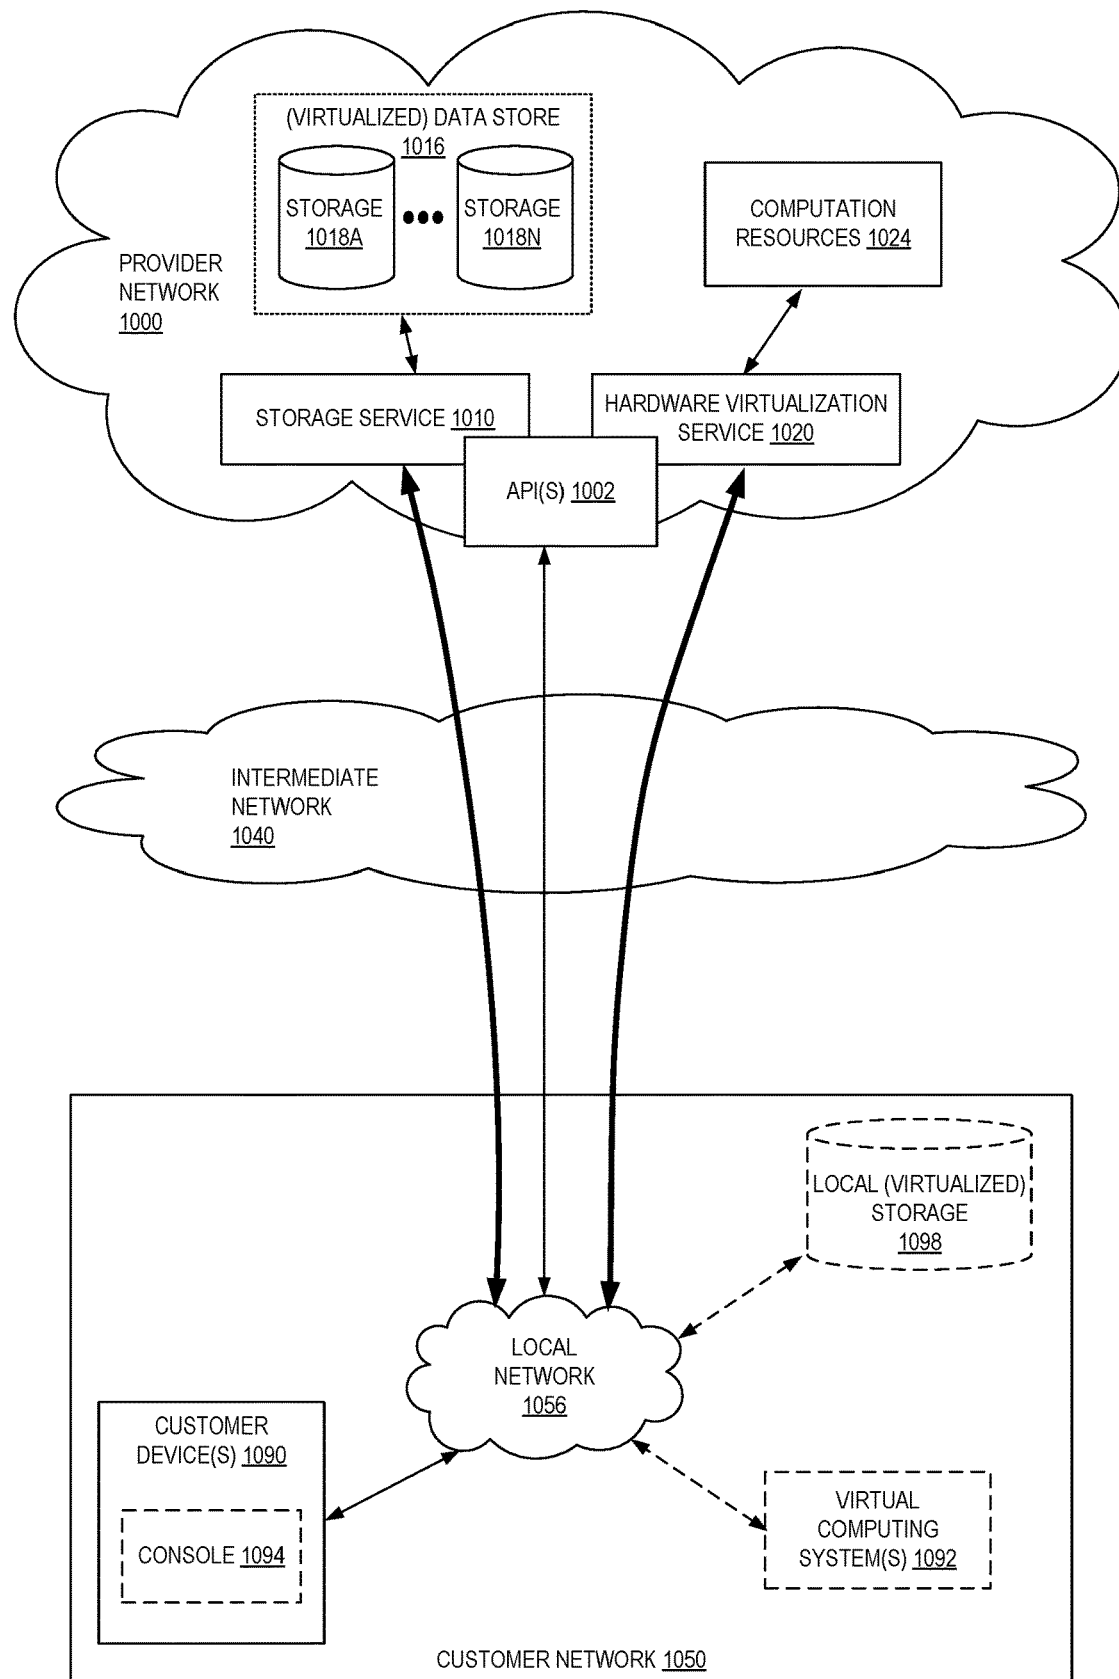 (VIRTUALIZED) DATA STORE
1016
STORAGE
1018A
STORAGE
1018N
COMPUTATION
RESOURCES 1024
PROVIDER
NETWORK
1000
STORAGE SERVICE 1010
HARDWARE VIRTUALIZATION
SERVICE 1020
API(S) 1002
INTERMEDIATE
NETWORK
1040
LOCAL (VIRTUALIZED)
STORAGE
1098
LOCAL
NETWORK
1056
CUSTOMER
DEVICE(S) 1090
CONSOLE 1094
VIRTUAL
COMPUTING
SYSTEM(S) 1092
CUSTOMER NETWORK 1050